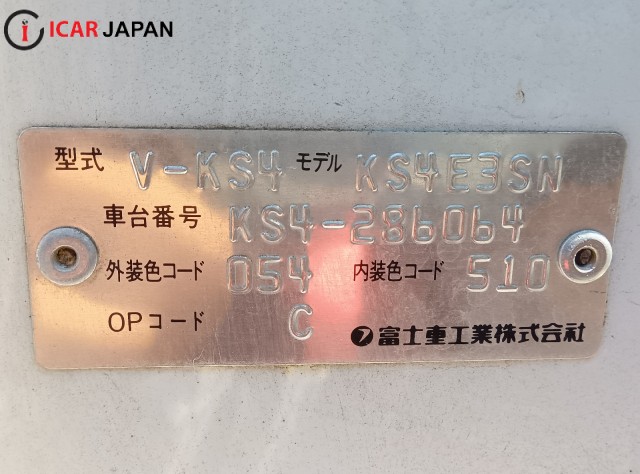 ICAR JAPAN
型式 V-KS4 モデル KS4E3SN
車台番号 KS4-286064
外装色コード 054 内装色コード 510
OPコード C フ富士重工業株式会社